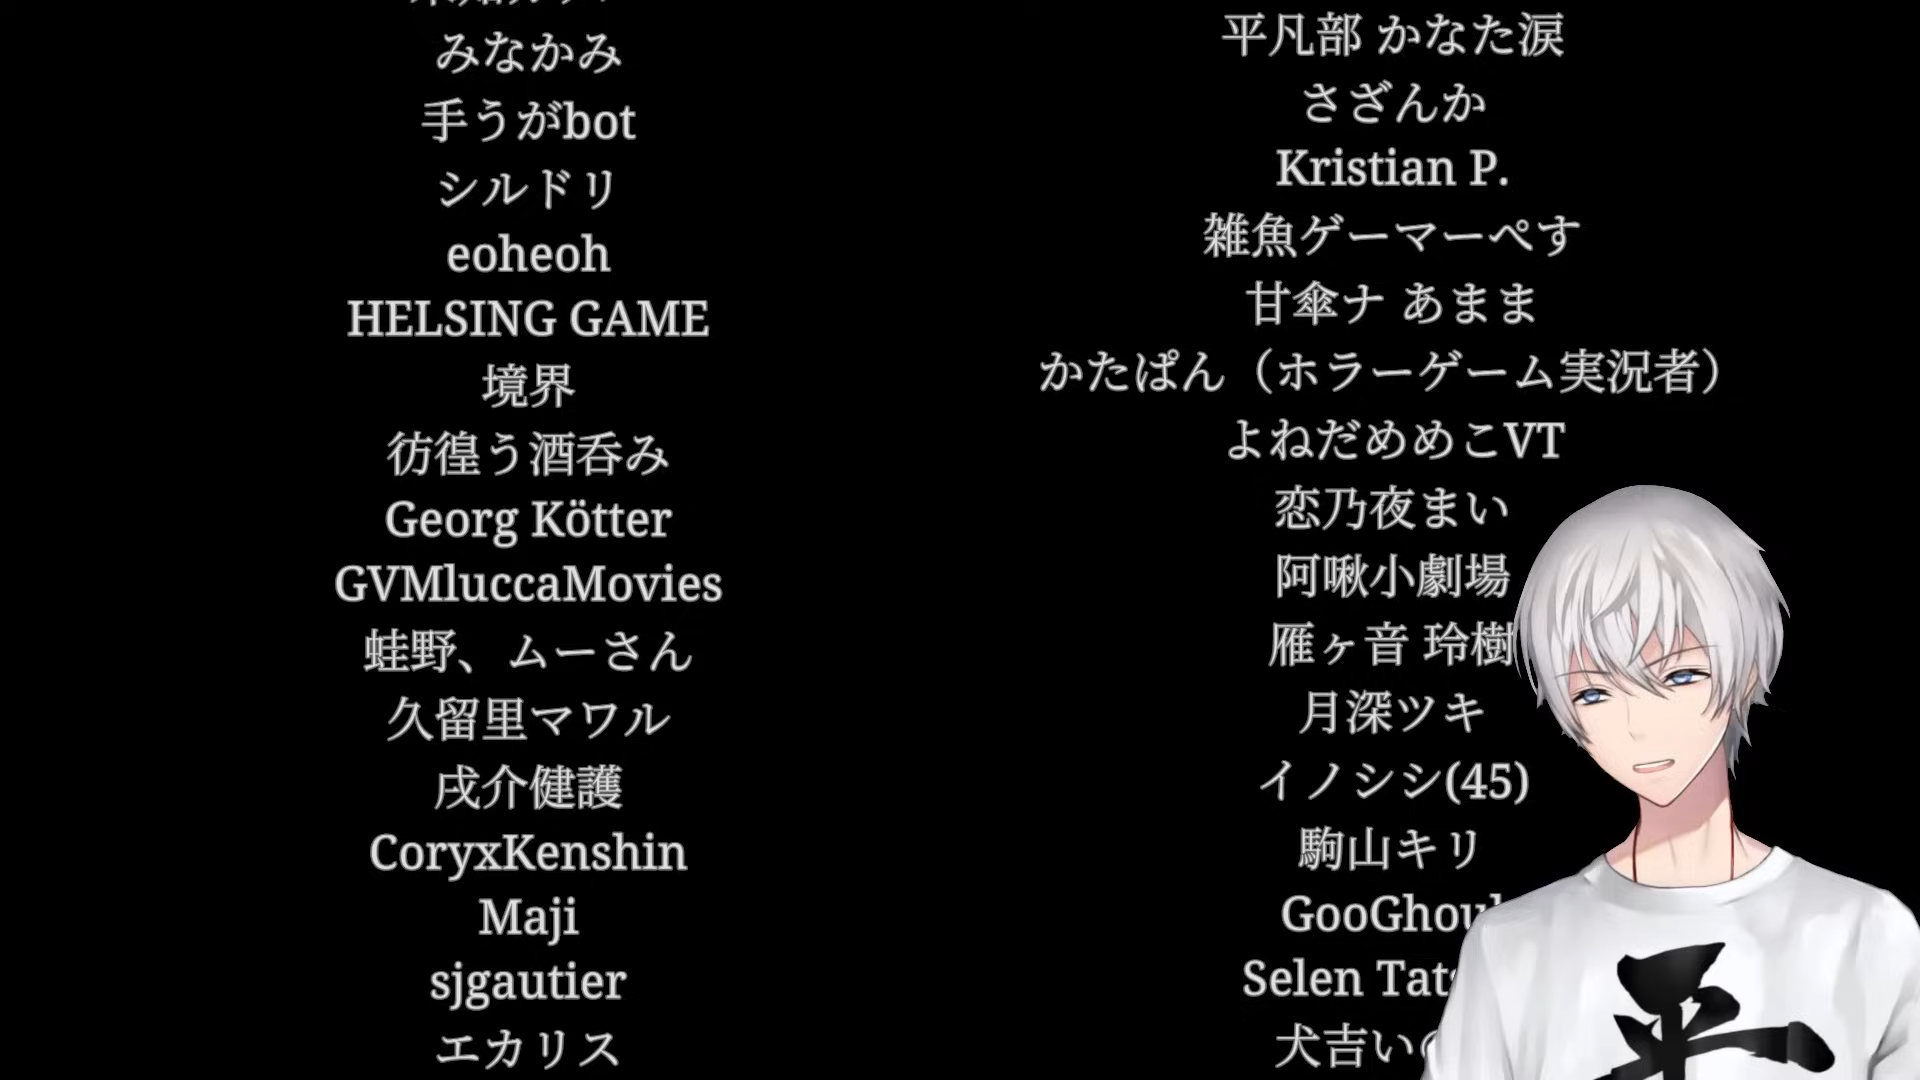 みなかみ
手うがbot
シルドリ
eoheoh
HELSING GAME
境界
彷徨う酒呑み
Georg Kötter
GVMluccaMovies
蛙野、ムーさん
久留里マワル
戌介健護
CoryxKenshin
Maji
sjgautier
エカリス
平凡部 かなた涙
さざんか
Kristian P.
雑魚ゲーマーぺす
甘傘ナ あまま
かたぱん（ホラーゲーム実況者）
よねだめめこVT
恋乃夜まい
阿啾小劇場
雁ヶ音 玲樹
月深ツキ
イノシシ(45)
駒山キリ
GooGhoul
Selen
犬吉い
平